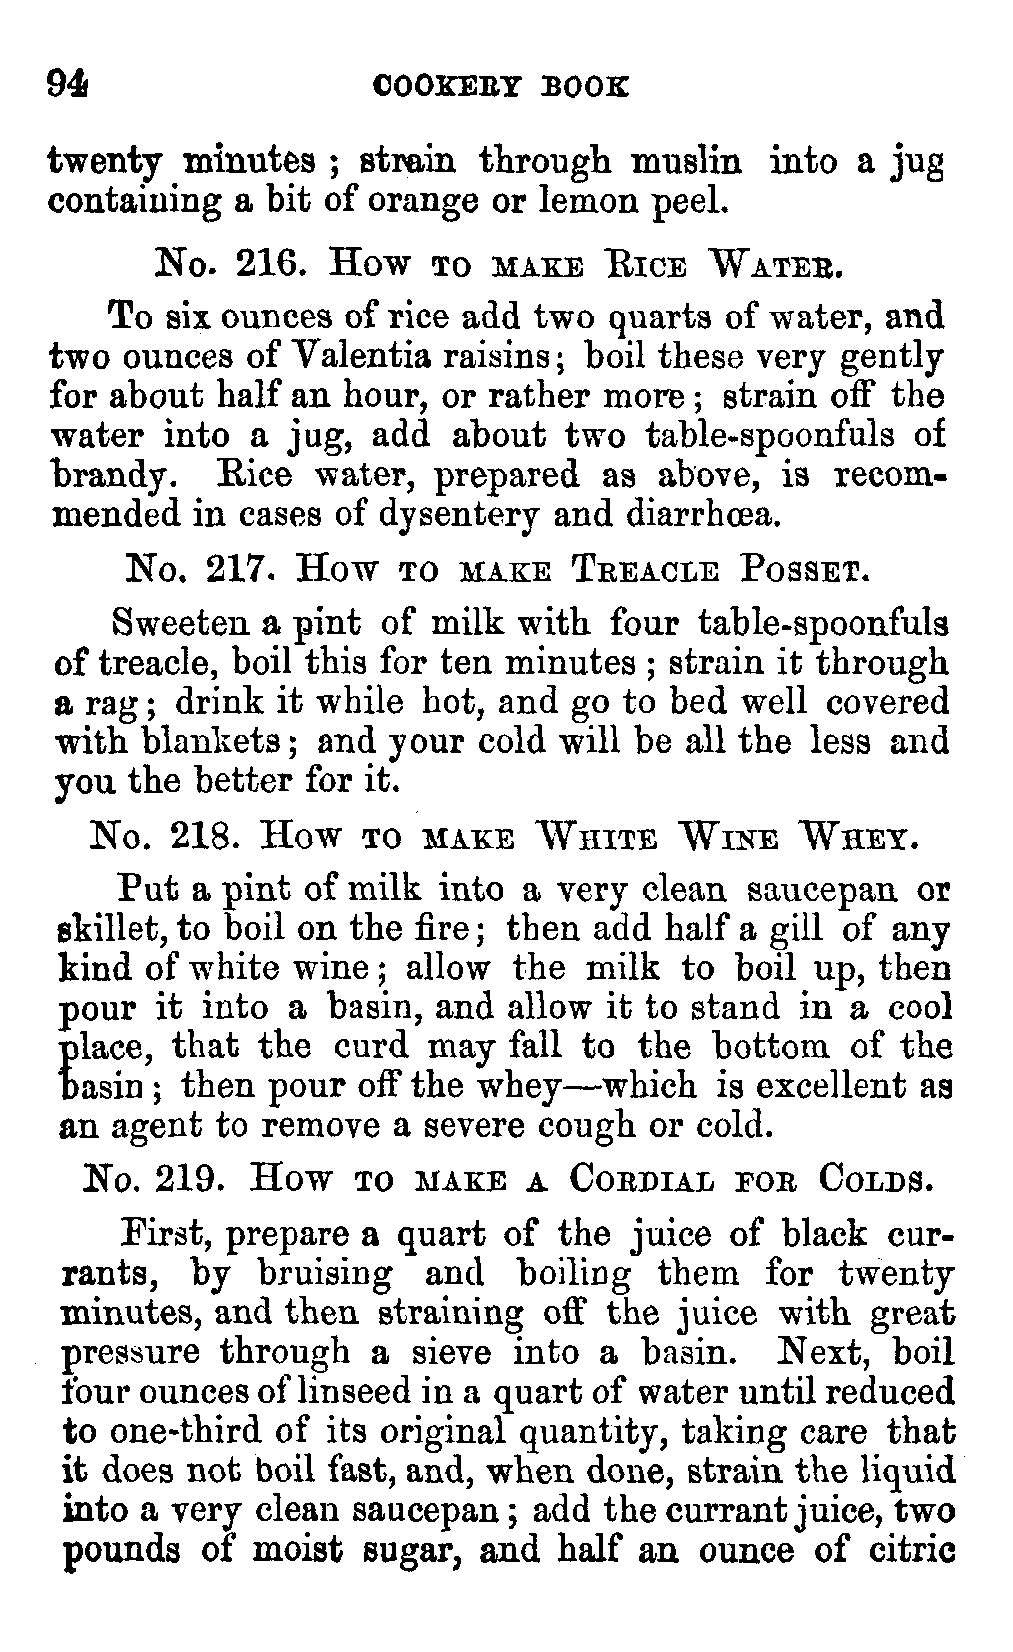 94 COOKERY BOOK
twenty minutes ; strain through muslin into a jug
containing a bit of orange or lemon peel.
No. 216. How to make Rice Water.
To six ounces of rice add two quarts of water, and
two ounces of Valentia raisins; boil these very gently
for about half an hour, or rather more ; strain off the
water into a jug, add about two table-spoonfuls of
brandy. Rice water, prepared as above, is recom-
mended in cases of dysentery and diarrhœa.
No. 217. How to make Treacle Posset.
Sweeten a pint of milk with four table-spoonfuls
of treacle, boil this for ten minutes ; strain it through
a rag ; drink it while hot, and go to bed well covered
with blankets ; and your cold will be all the less and
you the better for it.
No. 218. How to make White Wine Whey.
Put a pint of milk into a very clean saucepan or
skillet, to boil on the fire ; then add half a gill of any
kind of white wine ; allow the milk to boil up, then
pour it into a basin, and allow it to stand in a cool
place, that the curd may fall to the bottom of the
basin ; then pour off the whey—which is excellent as
an agent to remove a severe cough or cold.
No. 219. How to make a Cordial for Colds.
First, prepare a quart of the juice of black cur-
rants, by bruising and boiling them for twenty
minutes, and then straining off the juice with great
pressure through a sieve into a basin. Next, boil
four ounces of linseed in a quart of water until reduced
to one-third of its original quantity, taking care that
it does not boil fast, and, when done, strain the liquid
into a very clean saucepan ; add the currant juice, two
pounds of moist sugar, and half an ounce of citric